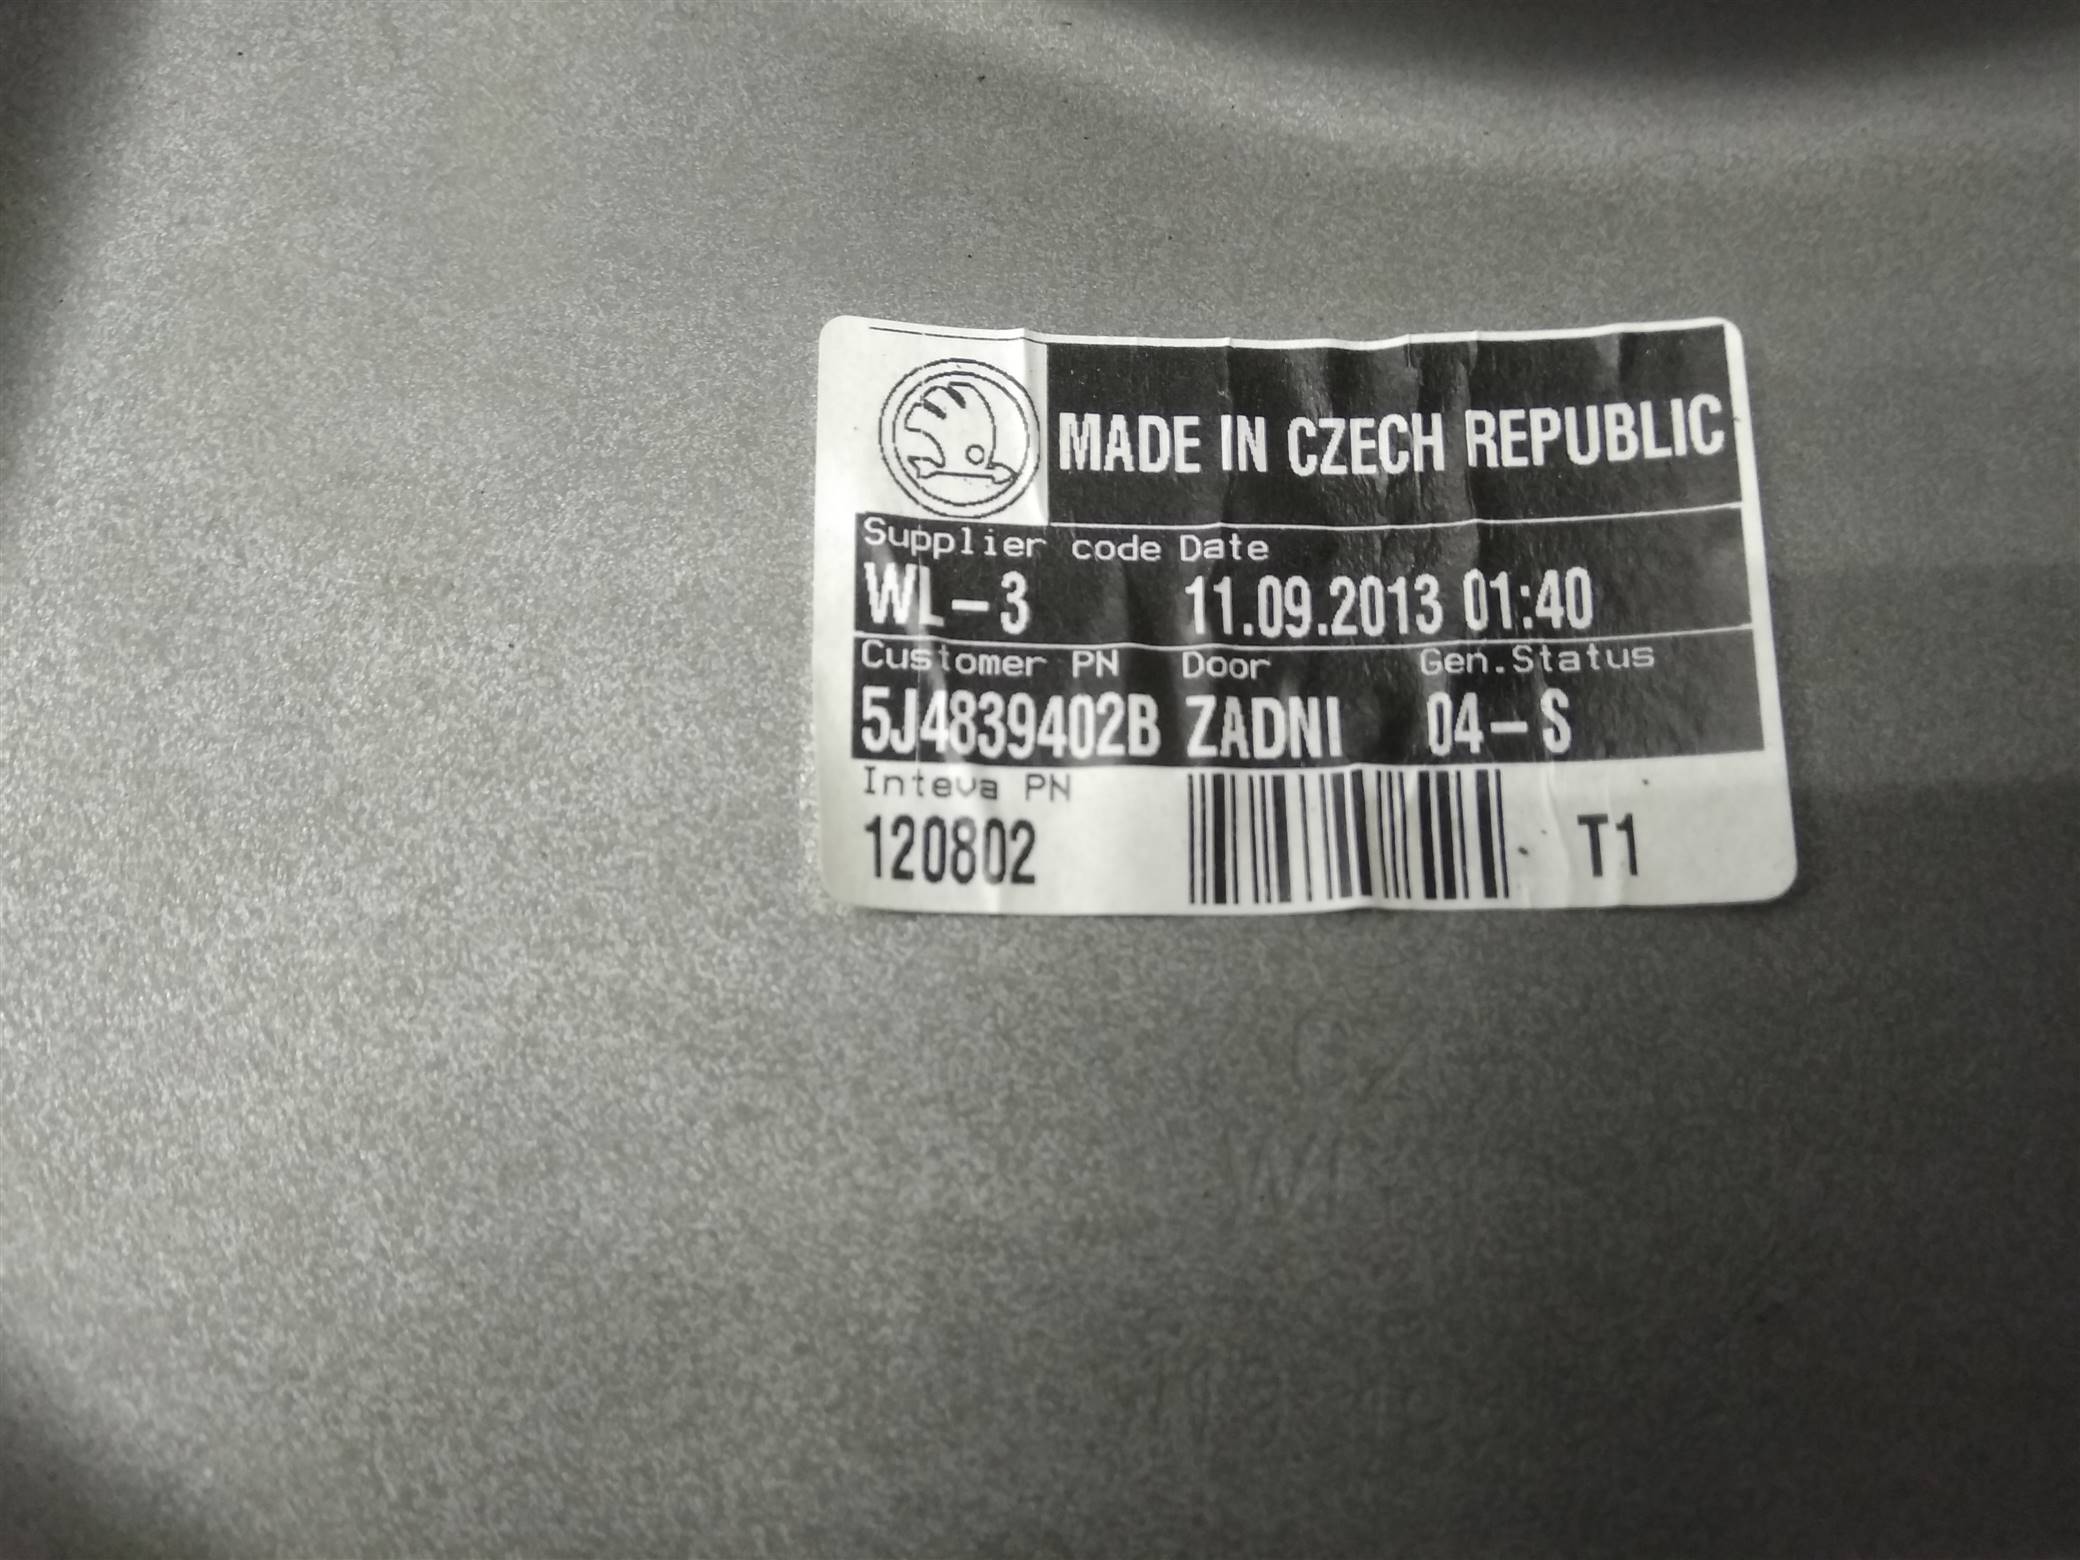 MADE IN CZECH REPUBLIC
Supplier code Date
WL-3 11.09.2013 01:40
Customer PN Door Gen.Status
5J4839402B ZADNI 04-S
Inteva PN
120802 T1